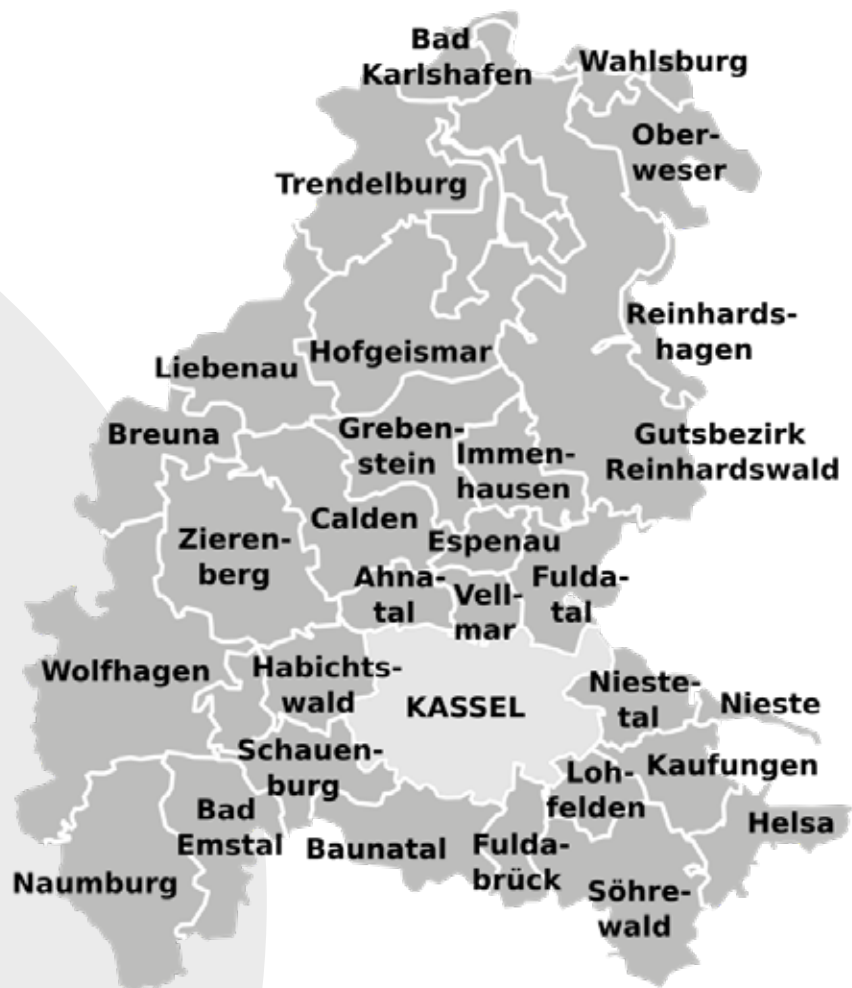 Bad
Karlshafen
Wahlsburg
Ober-
weser
Trendelburg
Reinhards-
hagen
Hofgeismar
Liebenau
Breuna
Greben-
stein
Immen-
hausen
Gutsbezirk
Reinhardswald
Calden
Zieren-
berg
Espenau
Ahna-
tal
Vell-
mar
Fulda-
tal
Wolfhagen
Habichts-
wald
KASSEL
Nieste-
tal
Nieste
Schauen-
burg
Loh-
felden
Kaufungen
Bad
Emstal
Helsa
Baunatal
Fulda-
brück
Naumburg
Söhre-
wald